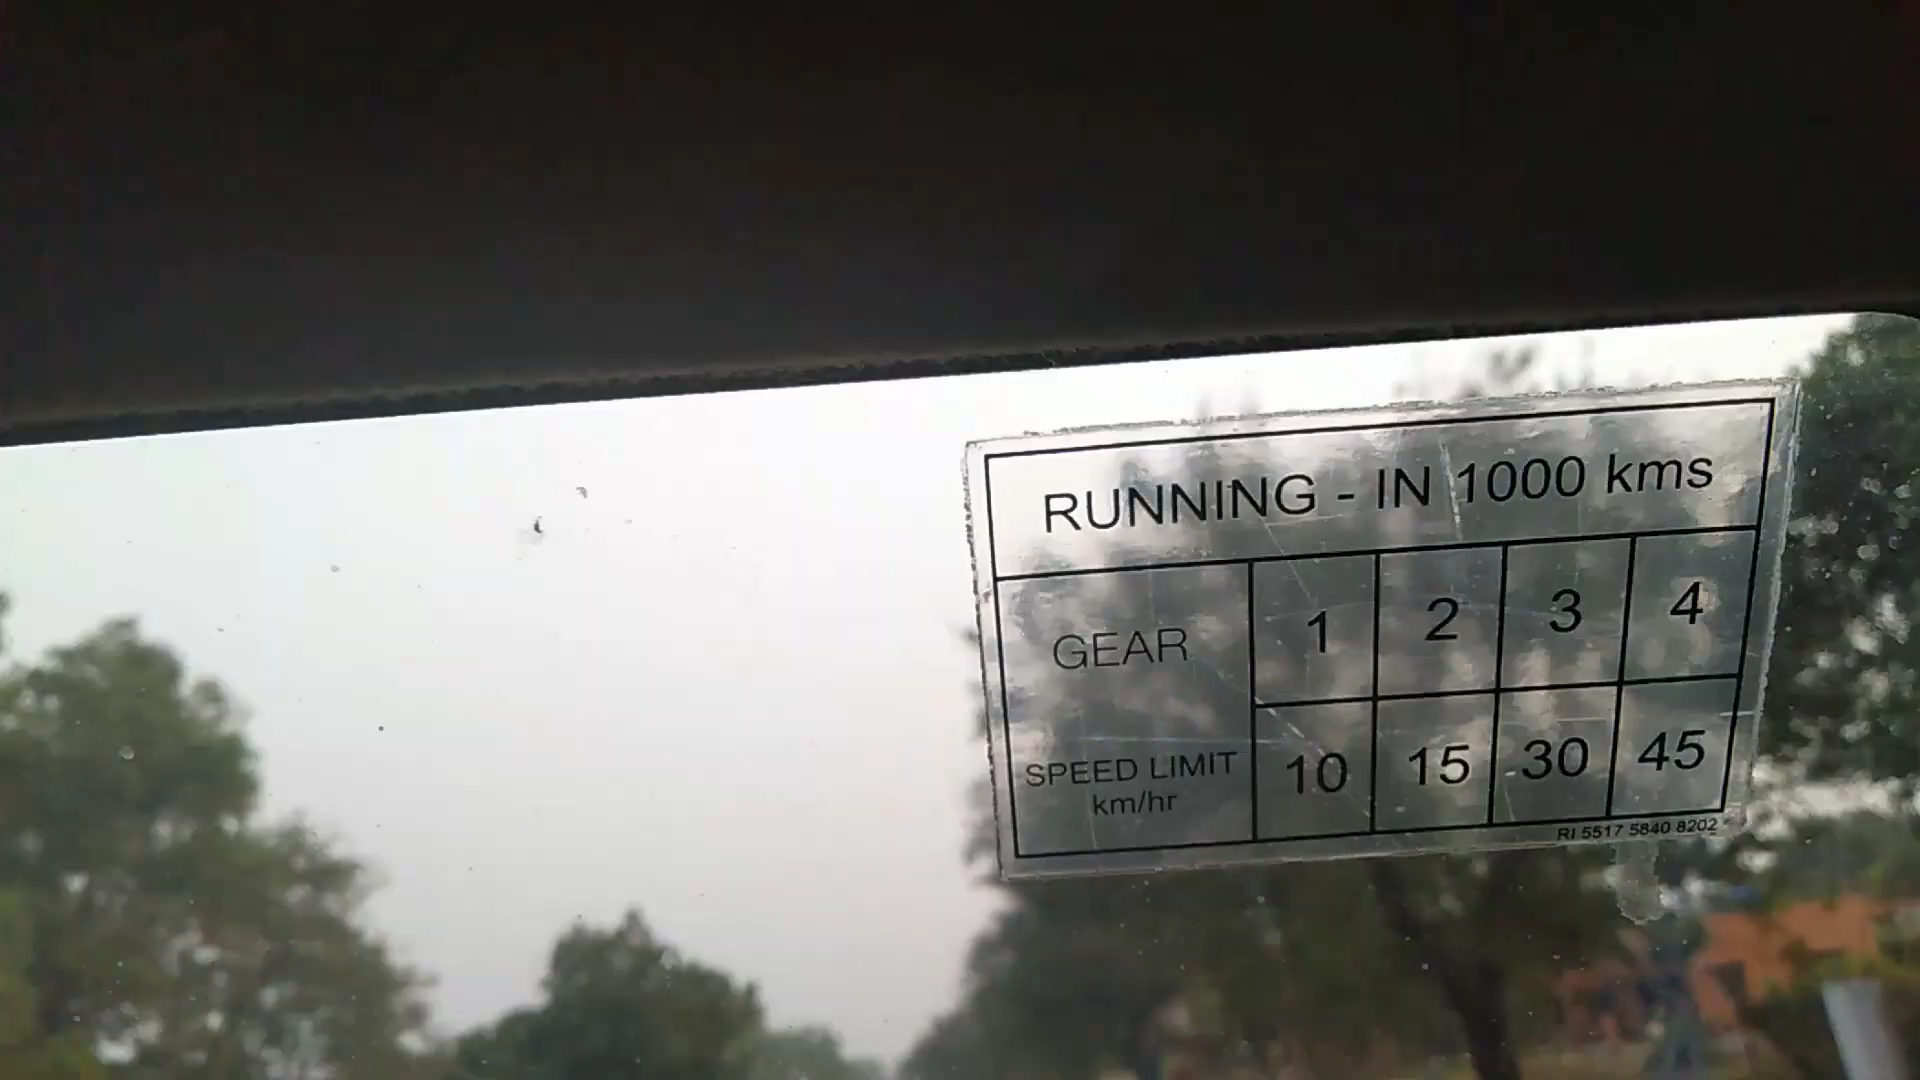 RUNNING - IN 1000 kms
GEAR 1 2 3 4
SPEED LIMIT km/hr 10 15 30 45
RI 5517 5840 8202